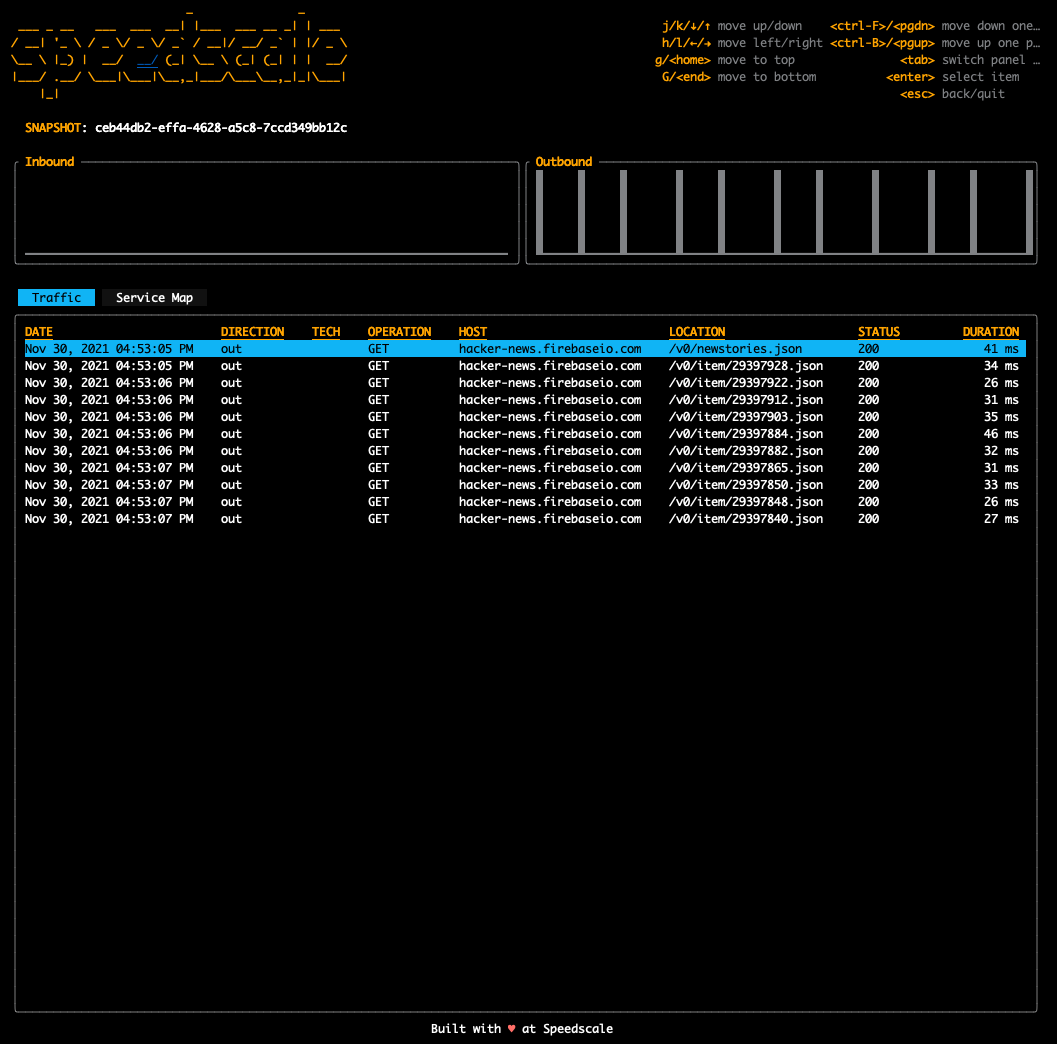 speedscale
j/k/↓/↑ move up/down <ctrl-F>/<pgdn> move down one…
h/l/←/→ move left/right <ctrl-B>/<pgup> move up one p…
g/<home> move to top <tab> switch panel …
G/<end> move to bottom <enter> select item
<esc> back/quit
SNAPSHOT: ceb44db2-effa-4628-a5c8-7ccd349bb12c
Inbound Outbound
Traffic Service Map
DATE DIRECTION TECH OPERATION HOST LOCATION STATUS DURATION
Nov 30, 2021 04:53:05 PM out GET hacker-news.firebaseio.com /v0/newstories.json 200 41 ms
Nov 30, 2021 04:53:05 PM out GET hacker-news.firebaseio.com /v0/item/29397928.json 200 34 ms
Nov 30, 2021 04:53:06 PM out GET hacker-news.firebaseio.com /v0/item/29397922.json 200 26 ms
Nov 30, 2021 04:53:06 PM out GET hacker-news.firebaseio.com /v0/item/29397912.json 200 31 ms
Nov 30, 2021 04:53:06 PM out GET hacker-news.firebaseio.com /v0/item/29397903.json 200 35 ms
Nov 30, 2021 04:53:06 PM out GET hacker-news.firebaseio.com /v0/item/29397884.json 200 46 ms
Nov 30, 2021 04:53:06 PM out GET hacker-news.firebaseio.com /v0/item/29397882.json 200 32 ms
Nov 30, 2021 04:53:07 PM out GET hacker-news.firebaseio.com /v0/item/29397865.json 200 31 ms
Nov 30, 2021 04:53:07 PM out GET hacker-news.firebaseio.com /v0/item/29397850.json 200 33 ms
Nov 30, 2021 04:53:07 PM out GET hacker-news.firebaseio.com /v0/item/29397848.json 200 26 ms
Nov 30, 2021 04:53:07 PM out GET hacker-news.firebaseio.com /v0/item/29397840.json 200 27 ms
Built with ♥ at Speedscale